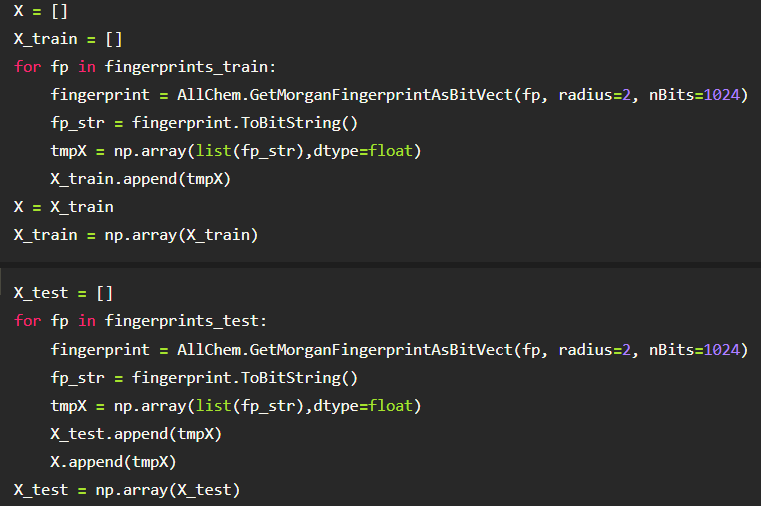 X = []
X_train = []
for fp in fingerprints_train:
    fingerprint = AllChem.GetMorganFingerprintAsBitVect(fp, radius=2, nBits=1024)
    fp_str = fingerprint.ToBitString()
    tmpX = np.array(list(fp_str),dtype=float)
    X_train.append(tmpX)
X = X_train
X_train = np.array(X_train)
X_test = []
for fp in fingerprints_test:
    fingerprint = AllChem.GetMorganFingerprintAsBitVect(fp, radius=2, nBits=1024)
    fp_str = fingerprint.ToBitString()
    tmpX = np.array(list(fp_str),dtype=float)
    X_test.append(tmpX)
    X.append(tmpX)
X_test = np.array(X_test)